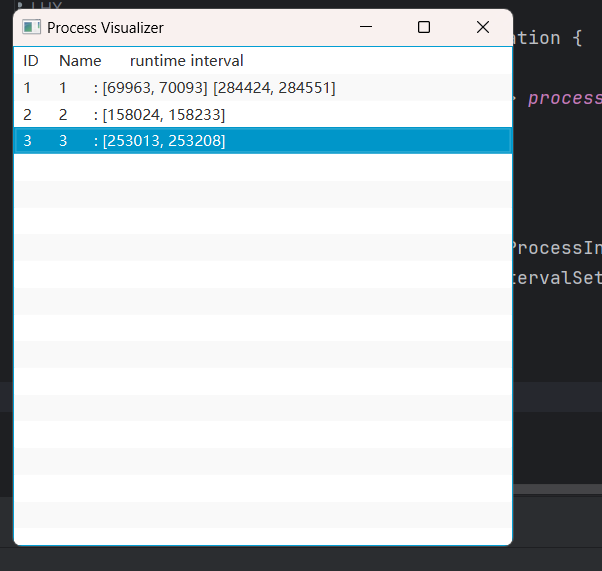 Process Visualizer
ation {
ID Name runtime interval
1 1 : [69963, 70093] [284424, 284551]
process
2 2 : [158024, 158233]
3 3 : [253013, 253208]
ProcessIn
tervalSet